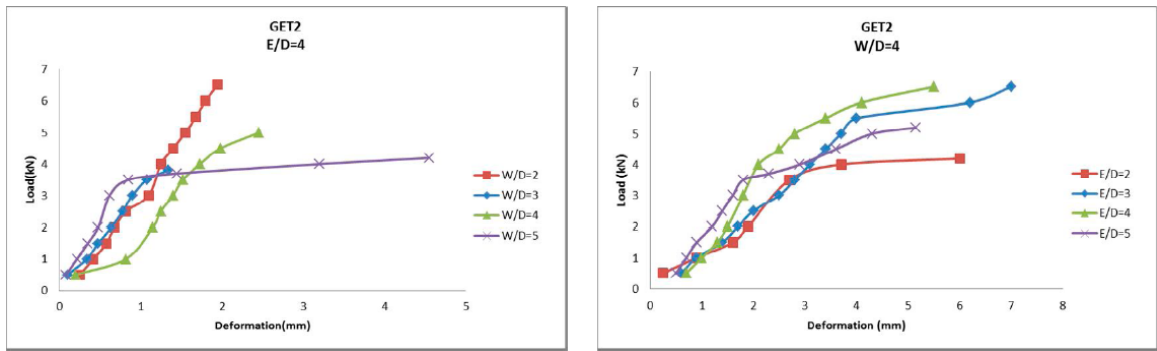 GET2
E/D=4
7
6
5
4
3
2
1
0
Load(kN)
0 1 2 3 4 5
Deformation(mm)
W/D=2
W/D=3
W/D=4
W/D=5
GET2
W/D=4
7
6
5
4
3
2
1
0
Load (kN)
0 1 2 3 4 5 6 7 8
Deformation (mm)
E/D=2
E/D=3
E/D=4
E/D=5